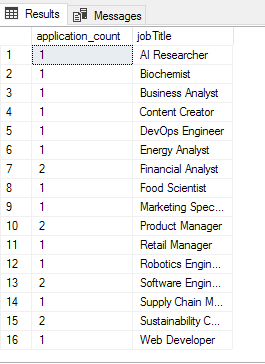 Results Messages
application_count jobTitle
1 1 AI Researcher
2 1 Biochemist
3 1 Business Analyst
4 1 Content Creator
5 1 DevOps Engineer
6 1 Energy Analyst
7 2 Financial Analyst
8 1 Food Scientist
9 1 Marketing Spec...
10 2 Product Manager
11 1 Retail Manager
12 1 Robotics Engin...
13 2 Software Engin...
14 1 Supply Chain M...
15 2 Sustainability C...
16 1 Web Developer